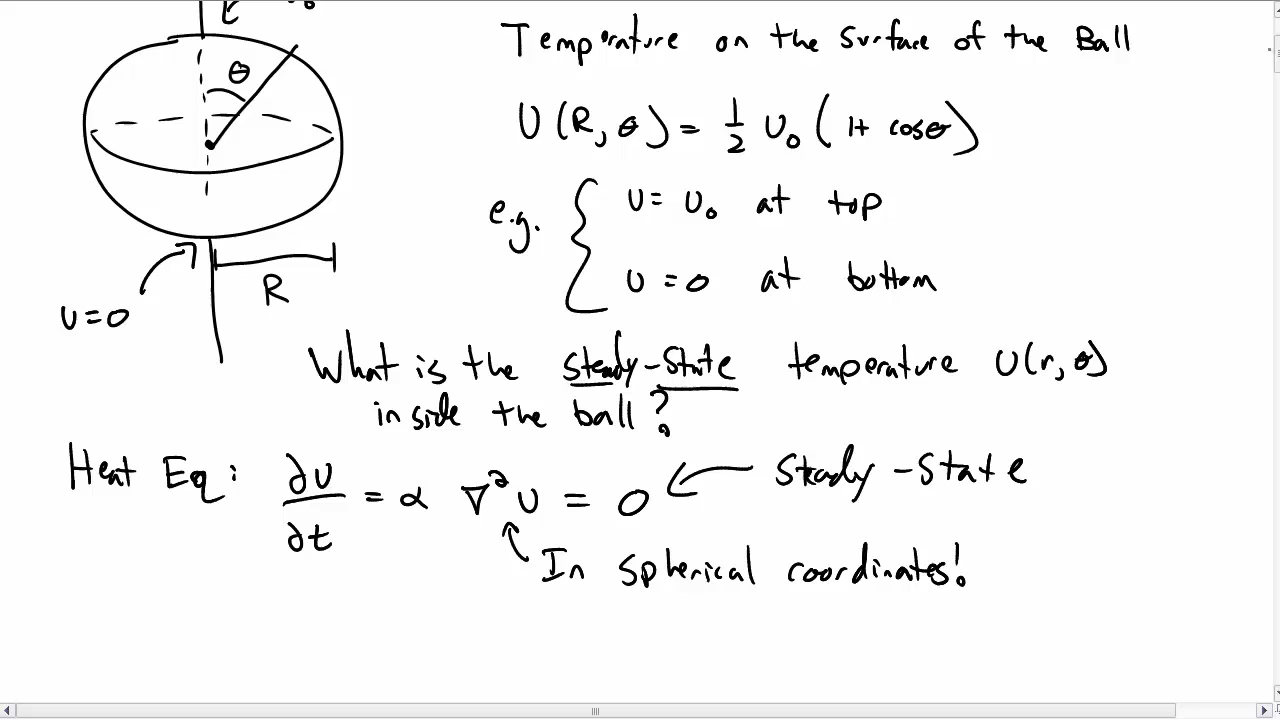 Temperature on the Surface of the Ball
θ
U(R, θ) = 1/2 U₀ (1 + cosθ)
e.g. { U = U₀ at top
U = 0 at bottom
R
U = 0
What is the steady-state temperature U(r, θ)
inside the ball?
Heat Eq: ∂U/∂t = α ∇²U = 0 ← Steady-State
In spherical coordinates!